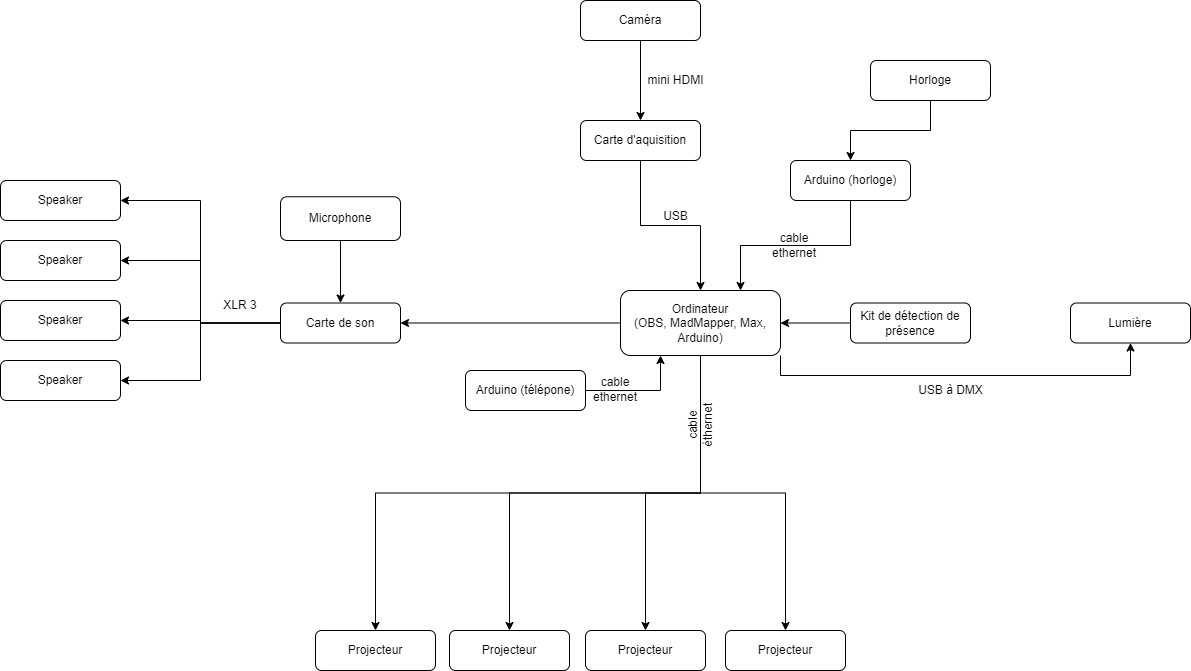 Caméra
mini HDMI
Horloge
Carte d'aquisition
Arduino (horloge)
Speaker
Microphone
USB
cable
ethernet
Speaker
XLR 3
Ordinateur
(OBS, MadMapper, Max,
Arduino)
Kit de détection de
présence
Lumière
Speaker
Carte de son
Speaker
Arduino (télépone)
cable
ethernet
USB à DMX
cable
éthernet
Projecteur
Projecteur
Projecteur
Projecteur